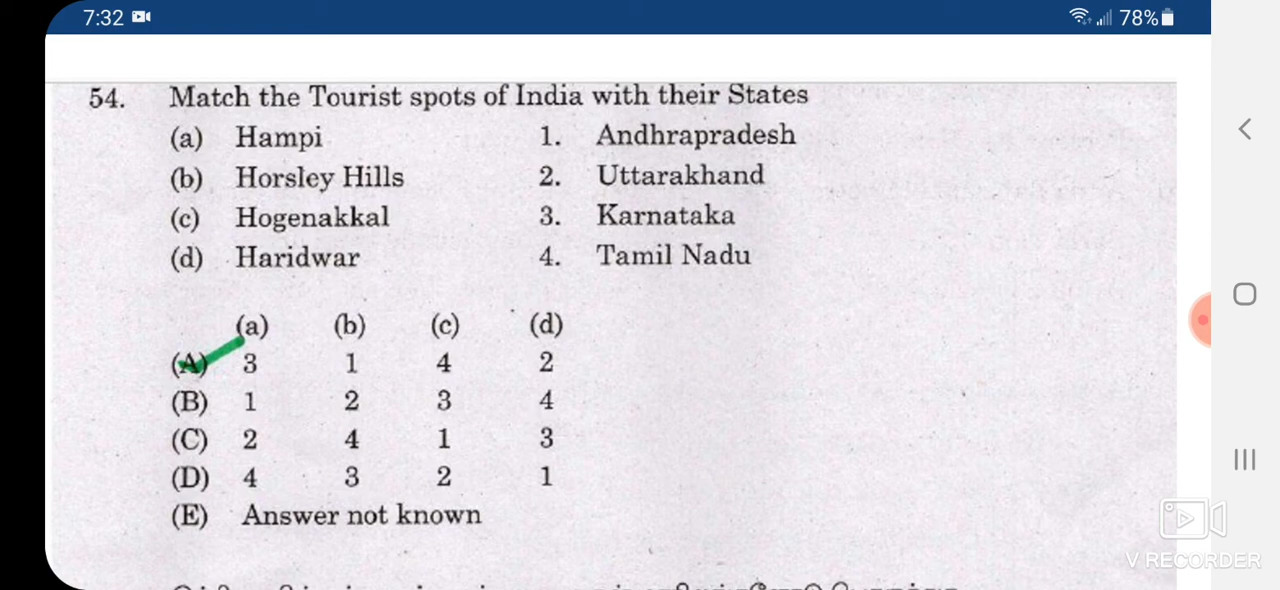 7:32 78%
54. Match the Tourist spots of India with their States
(a) Hampi 1. Andhrapradesh
(b) Horsley Hills 2. Uttarakhand
(c) Hogenakkal 3. Karnataka
(d) Haridwar 4. Tamil Nadu
(a) (b) (c) (d)
(A) 3 1 4 2
(B) 1 2 3 4
(C) 2 4 1 3
(D) 4 3 2 1
(E) Answer not known
V RECORDER